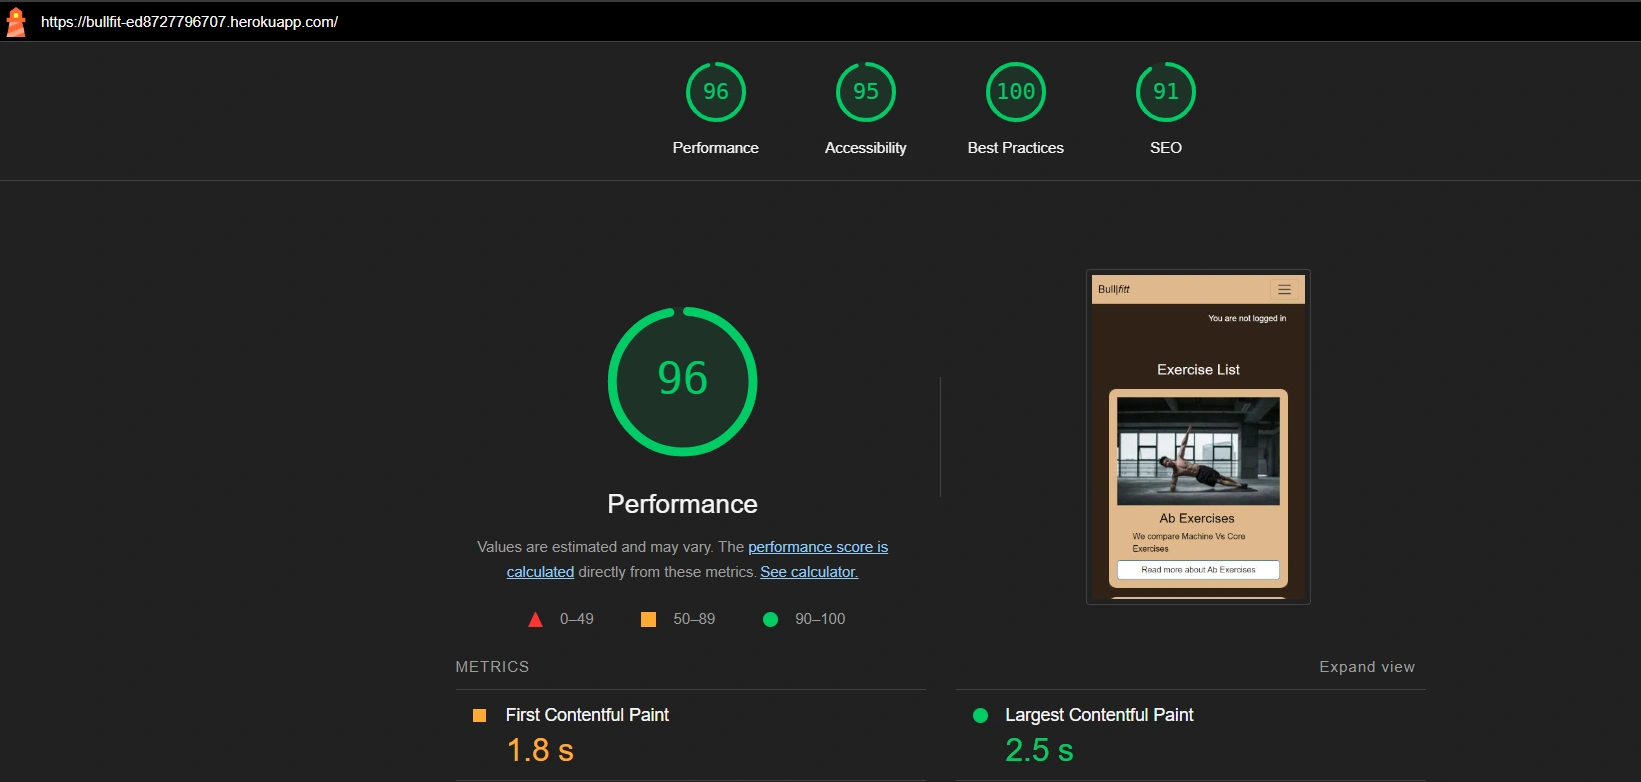 https://bullfit-ed8727796707.herokuapp.com/
96
95
100
91
Performance
Accessibility
Best Practices
SEO
96
Performance
Values are estimated and may vary. The performance score is
calculated directly from these metrics. See calculator.
0–49
50–89
90–100
Bull|fitt
You are not logged in
Exercise List
Ab Exercises
We compare Machine Vs Core
Exercises
Read more about Ab Exercises
METRICS
Expand view
First Contentful Paint
1.8 s
Largest Contentful Paint
2.5 s